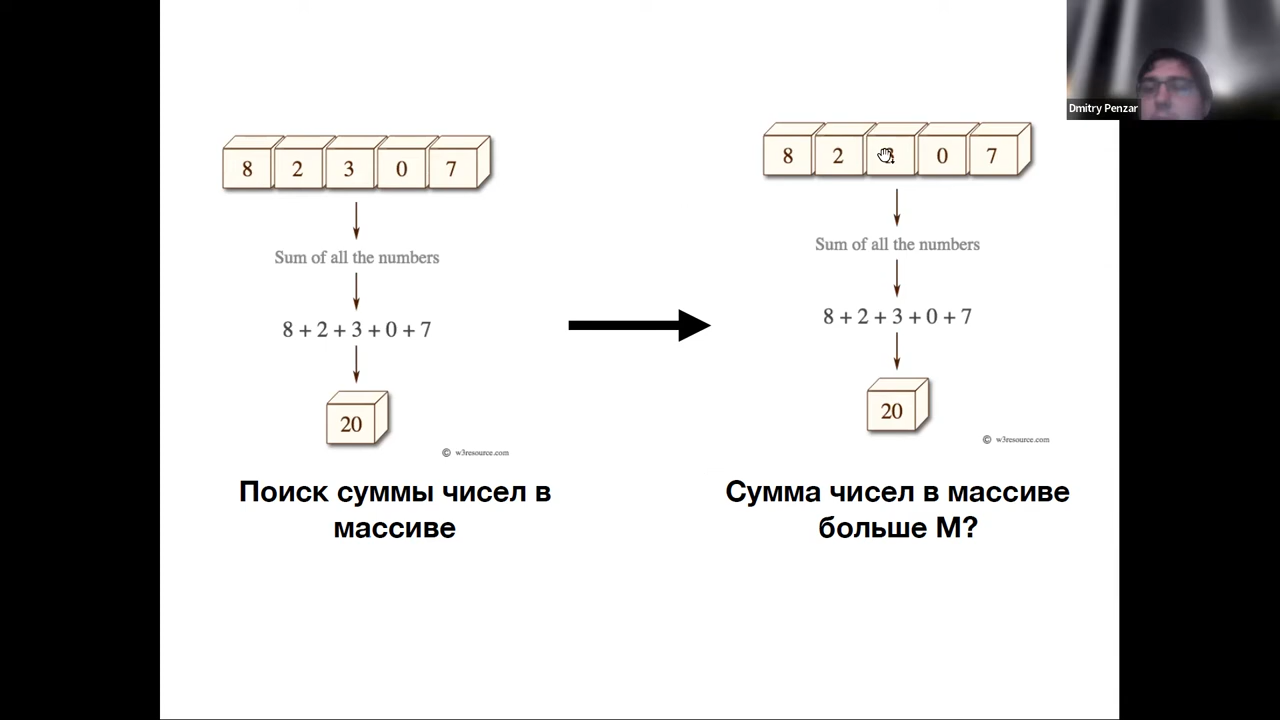 Dmitry Penzar
8 2 3 0 7
Sum of all the numbers
8 + 2 + 3 + 0 + 7
20
© w3resource.com
Поиск суммы чисел в
массиве
8 2 0 7
Sum of all the numbers
8 + 2 + 3 + 0 + 7
20
© w3resource.com
Сумма чисел в массиве
больше М?